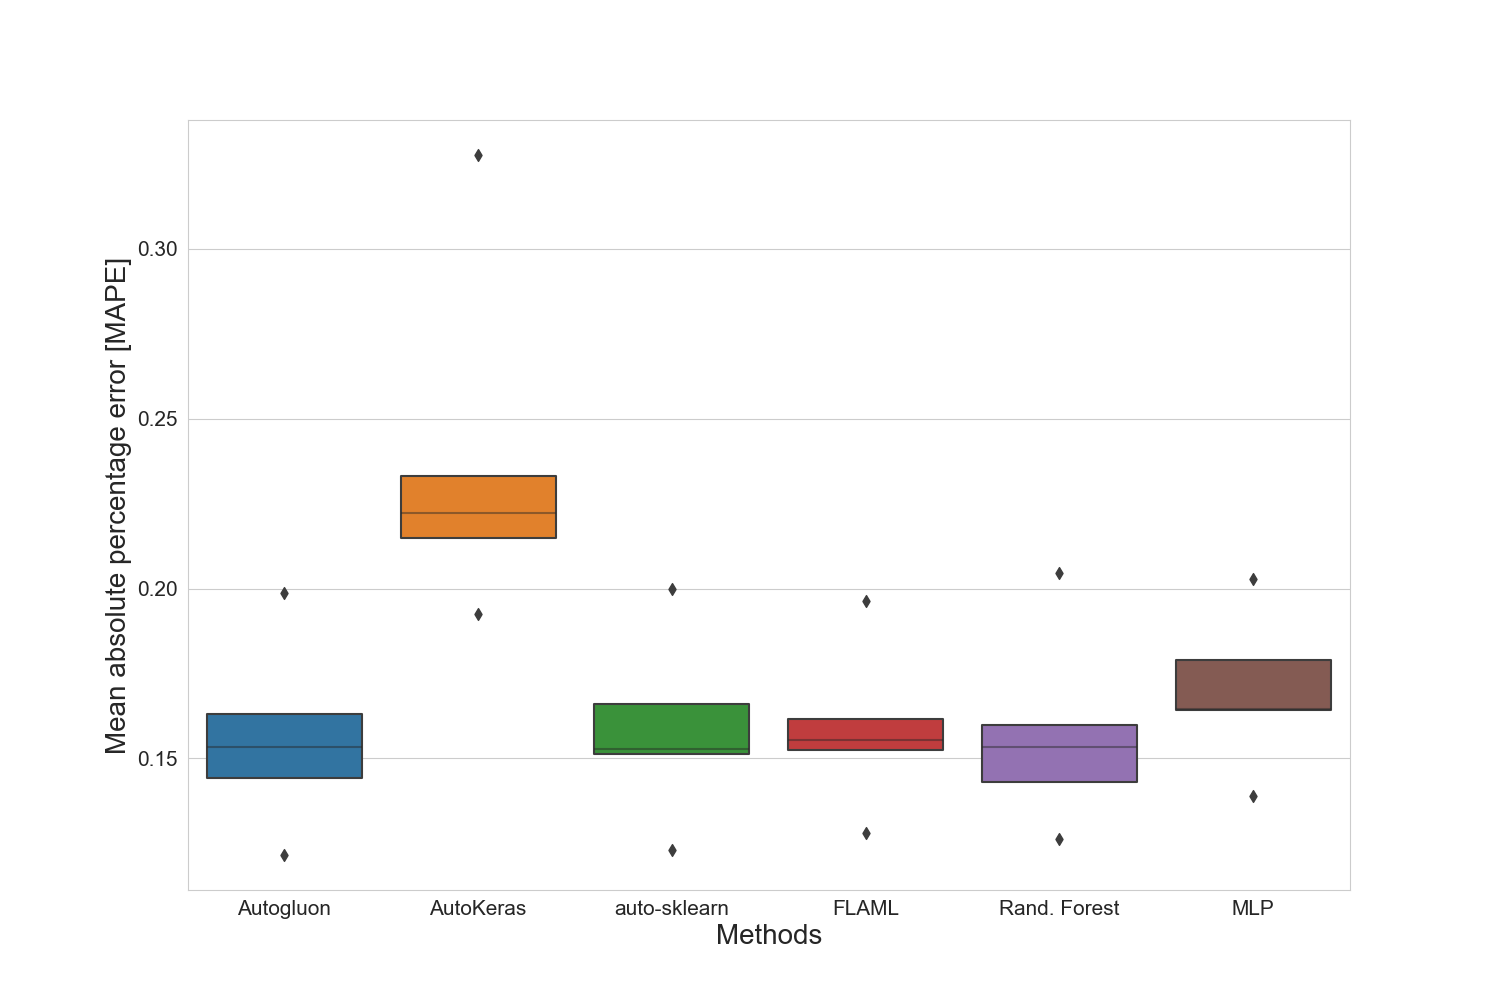 Mean absolute percentage error [MAPE]
0.30
0.25
0.20
0.15
Autogluon AutoKeras auto-sklearn FLAML Rand. Forest MLP
Methods